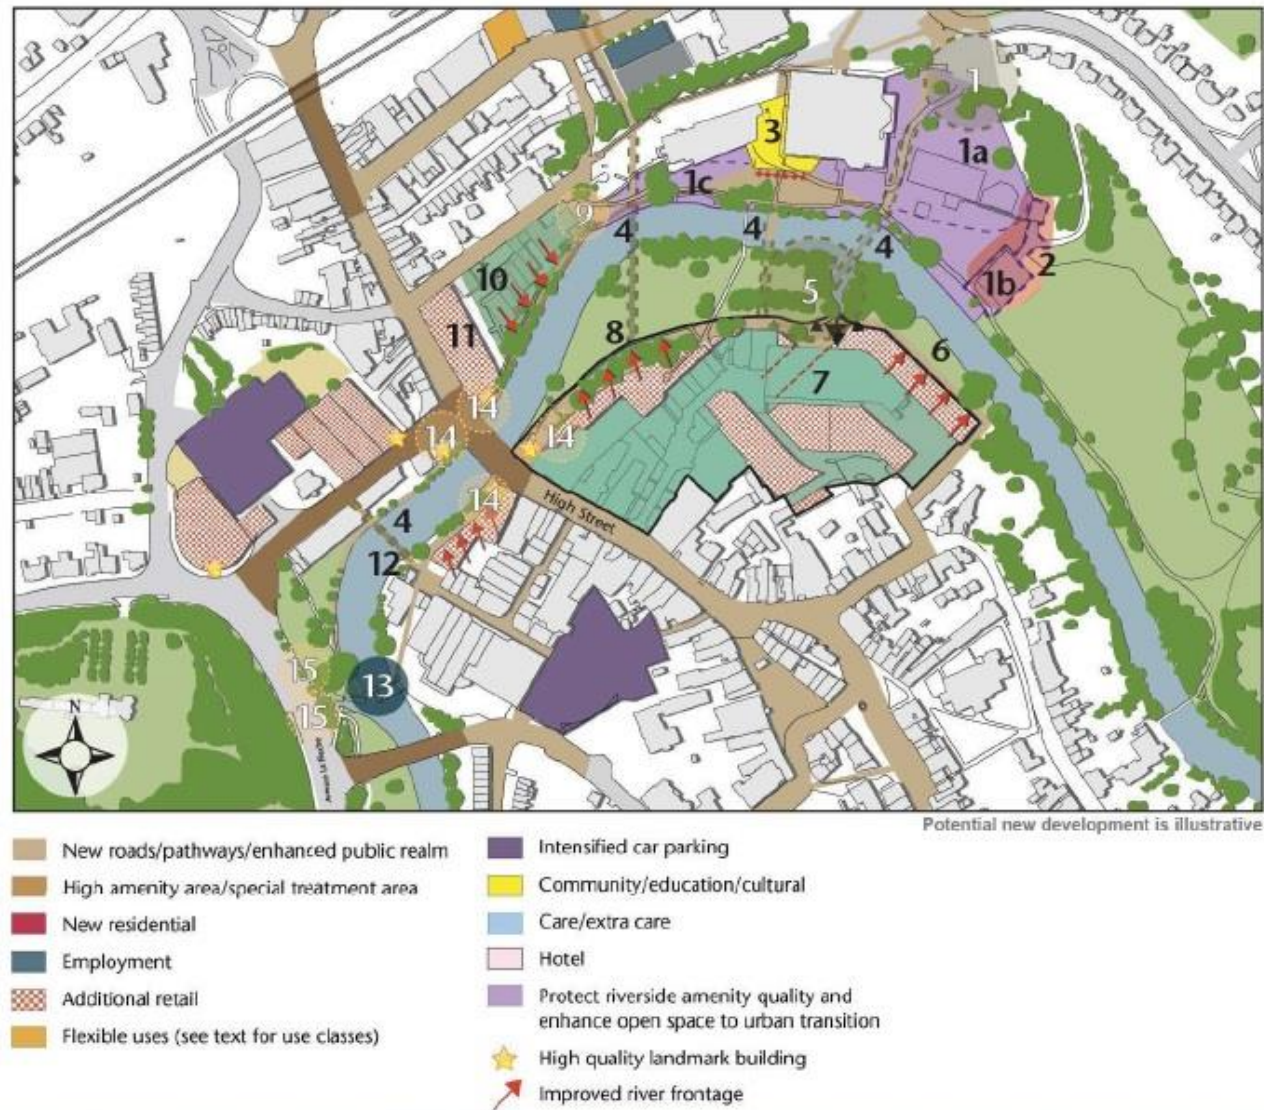 1
1a
3
1c
9
4
4
4
2
1b
10
5
8
6
11
7
14
14
14
14
High Street
4
12
15
13
15
N
Potential new development is illustrative
New roads/pathways/enhanced public realm
High amenity area/special treatment area
New residential
Employment
Additional retail
Flexible uses (see text for use classes)
Intensified car parking
Community/education/cultural
Care/extra care
Hotel
Protect riverside amenity quality and
enhance open space to urban transition
High quality landmark building
Improved river frontage